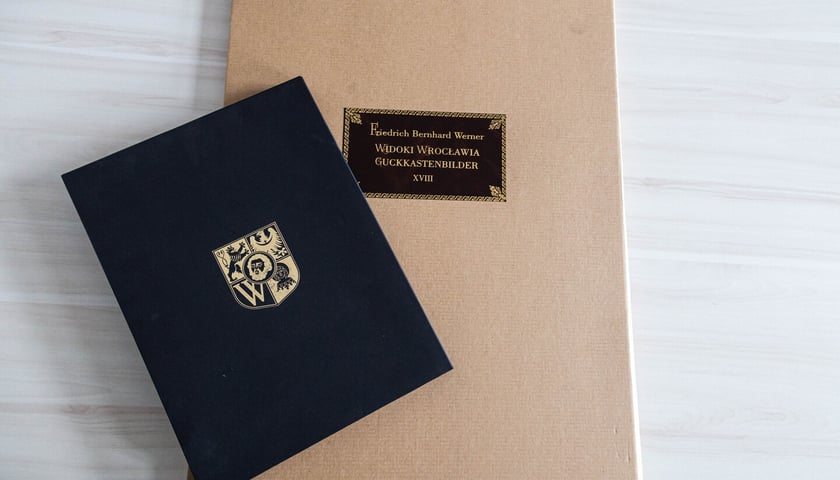 Friedrich Bernhard Werner
WIDOKI WROCŁAWIA
GUCKKASTENBILDER
XVIII
W